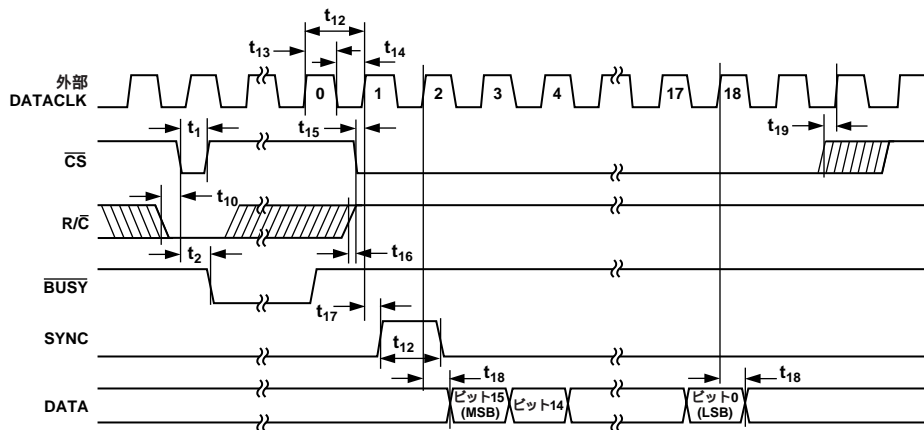 t12
t13
t14
外部
DATACLK
0
1
2
3
4
17
18
t1
t15
t19
CS
t10
R/C
t2
t16
BUSY
t17
SYNC
t12
t18
t18
DATA
ビット15
(MSB)
ビット14
ビット0
(LSB)